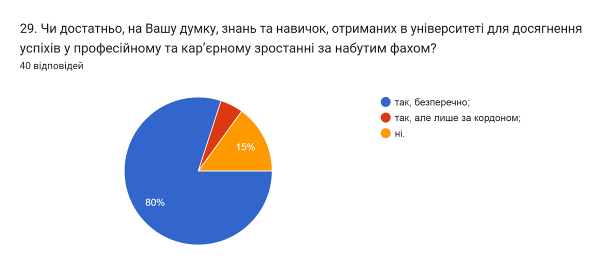 29. Чи достатньо, на Вашу думку, знань та навичок, отриманих в університеті для досягнення
успіхів у професійному та кар’єрному зростанні за набутим фахом?
40 відповідей
так, безперечно;
так, але лише за кордоном;
ні.
15%
80%